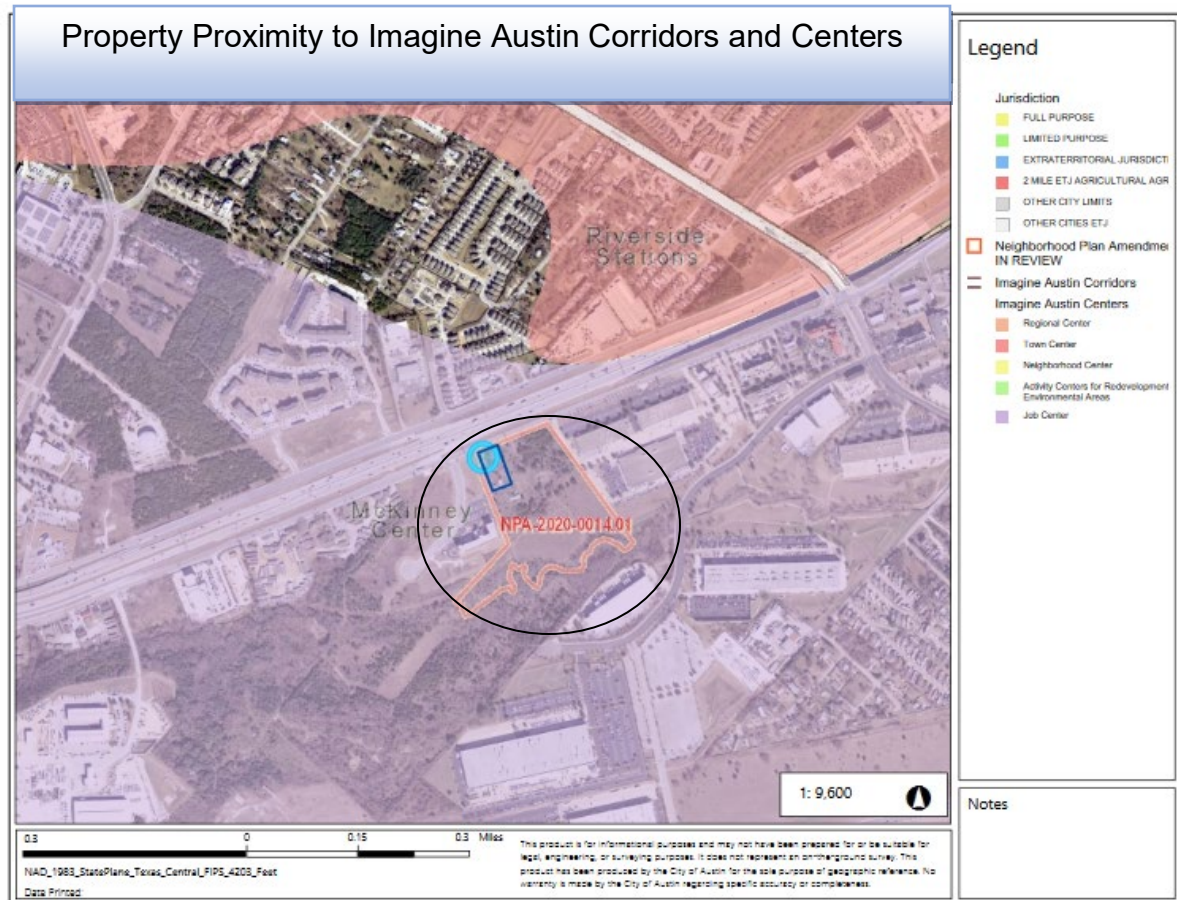 Property Proximity to Imagine Austin Corridors and Centers
Riverside
Stations
McKinney
Center
NPA-2020-0014.01
1: 9,600
Legend
Jurisdiction
FULL PURPOSE
LIMITED PURPOSE
EXTRATERRITORIAL JURISDICTI
2 MILE ETJ AGRICULTURAL AGR
OTHER CITY LIMITS
OTHER CITIES ETJ
Neighborhood Plan Amendme
IN REVIEW
Imagine Austin Corridors
Imagine Austin Centers
Regional Center
Town Center
Neighborhood Center
Activity Centers for Redevelopment
Environmental Areas
Job Center
Notes
0.3 0 0.15 0.3 Miles
NAD_1983_StatePlane_Texas_Central_FIPS_4203_Feet
Date Printed:
This product is for informational purposes and may not have been prepared for or be suitable for
legal, engineering, or surveying purposes. It does not represent an on-the-ground survey. This
product has been produced by the City of Austin for the sole purpose of geographic reference. No
warranty is made by the City of Austin regarding specific accuracy or completeness.